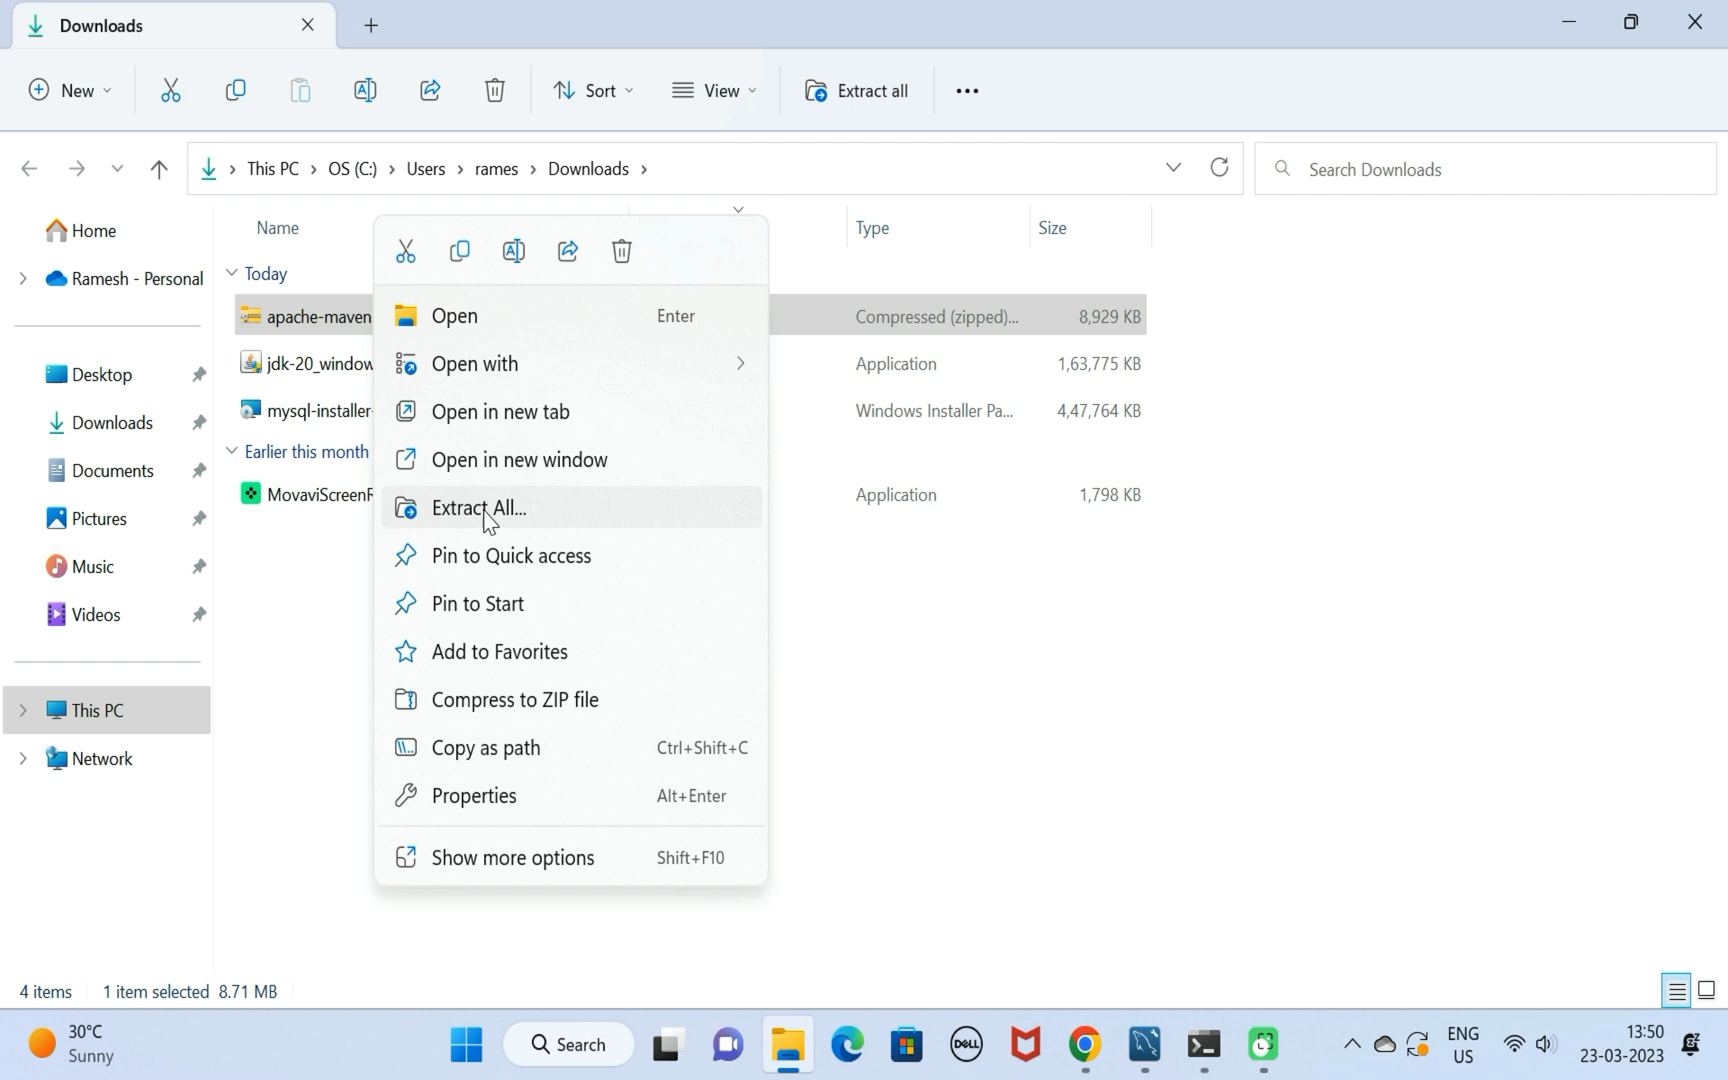 Downloads
New
Sort
View
Extract all
This PC > OS (C:) > Users > rames > Downloads >
Search Downloads
Name
Type
Size
Home
Ramesh - Personal
Desktop
Downloads
Documents
Pictures
Music
Videos
This PC
Network
Today
apache-maven
Compressed (zipped)...
8,929 KB
jdk-20_window
Application
1,63,775 KB
mysql-installer-
Windows Installer Pa...
4,47,764 KB
Earlier this month
MovaviScreenR
Application
1,798 KB
Open
Enter
Open with
Open in new tab
Open in new window
Extract All...
Pin to Quick access
Pin to Start
Add to Favorites
Compress to ZIP file
Copy as path
Ctrl+Shift+C
Properties
Alt+Enter
Show more options
Shift+F10
4 items
1 item selected 8.71 MB
30°C
Sunny
Search
DELL
ENG
US
13:50
23-03-2023